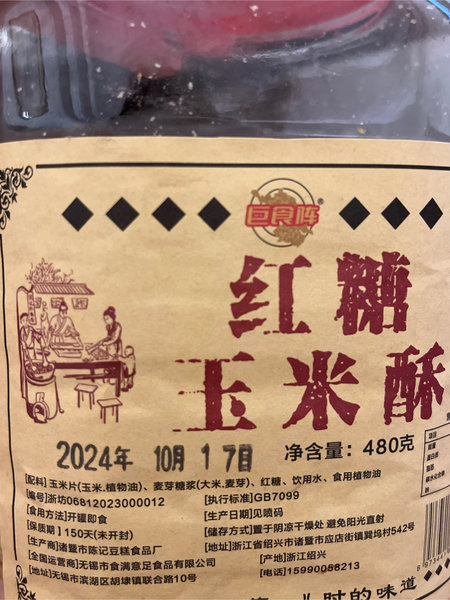 巨食阵
红糖
玉米酥
2024年 10月 17日 净含量：480克
[配料] 玉米片(玉米.植物油)、麦芽糖浆(大米.麦芽)、红糖、饮用水、食用植物油
[编号]浙坊06812023000012 [执行标准]GB7099
[食用方法]开罐即食 [生产日期]见喷码
[保质期] 150天(未开封) [储存方式]置于阴凉干燥处 避免阳光直射
[生产商]诸暨市陈记豆糕食品厂 [地址]浙江省绍兴市诸暨市应店街镇巽坞村542号
[全国运营商]无锡市食满意足食品有限公司 [产地]浙江绍兴
[地址]无锡市滨湖区胡埭镇联合路10号 [电话]15990088213
时的味道